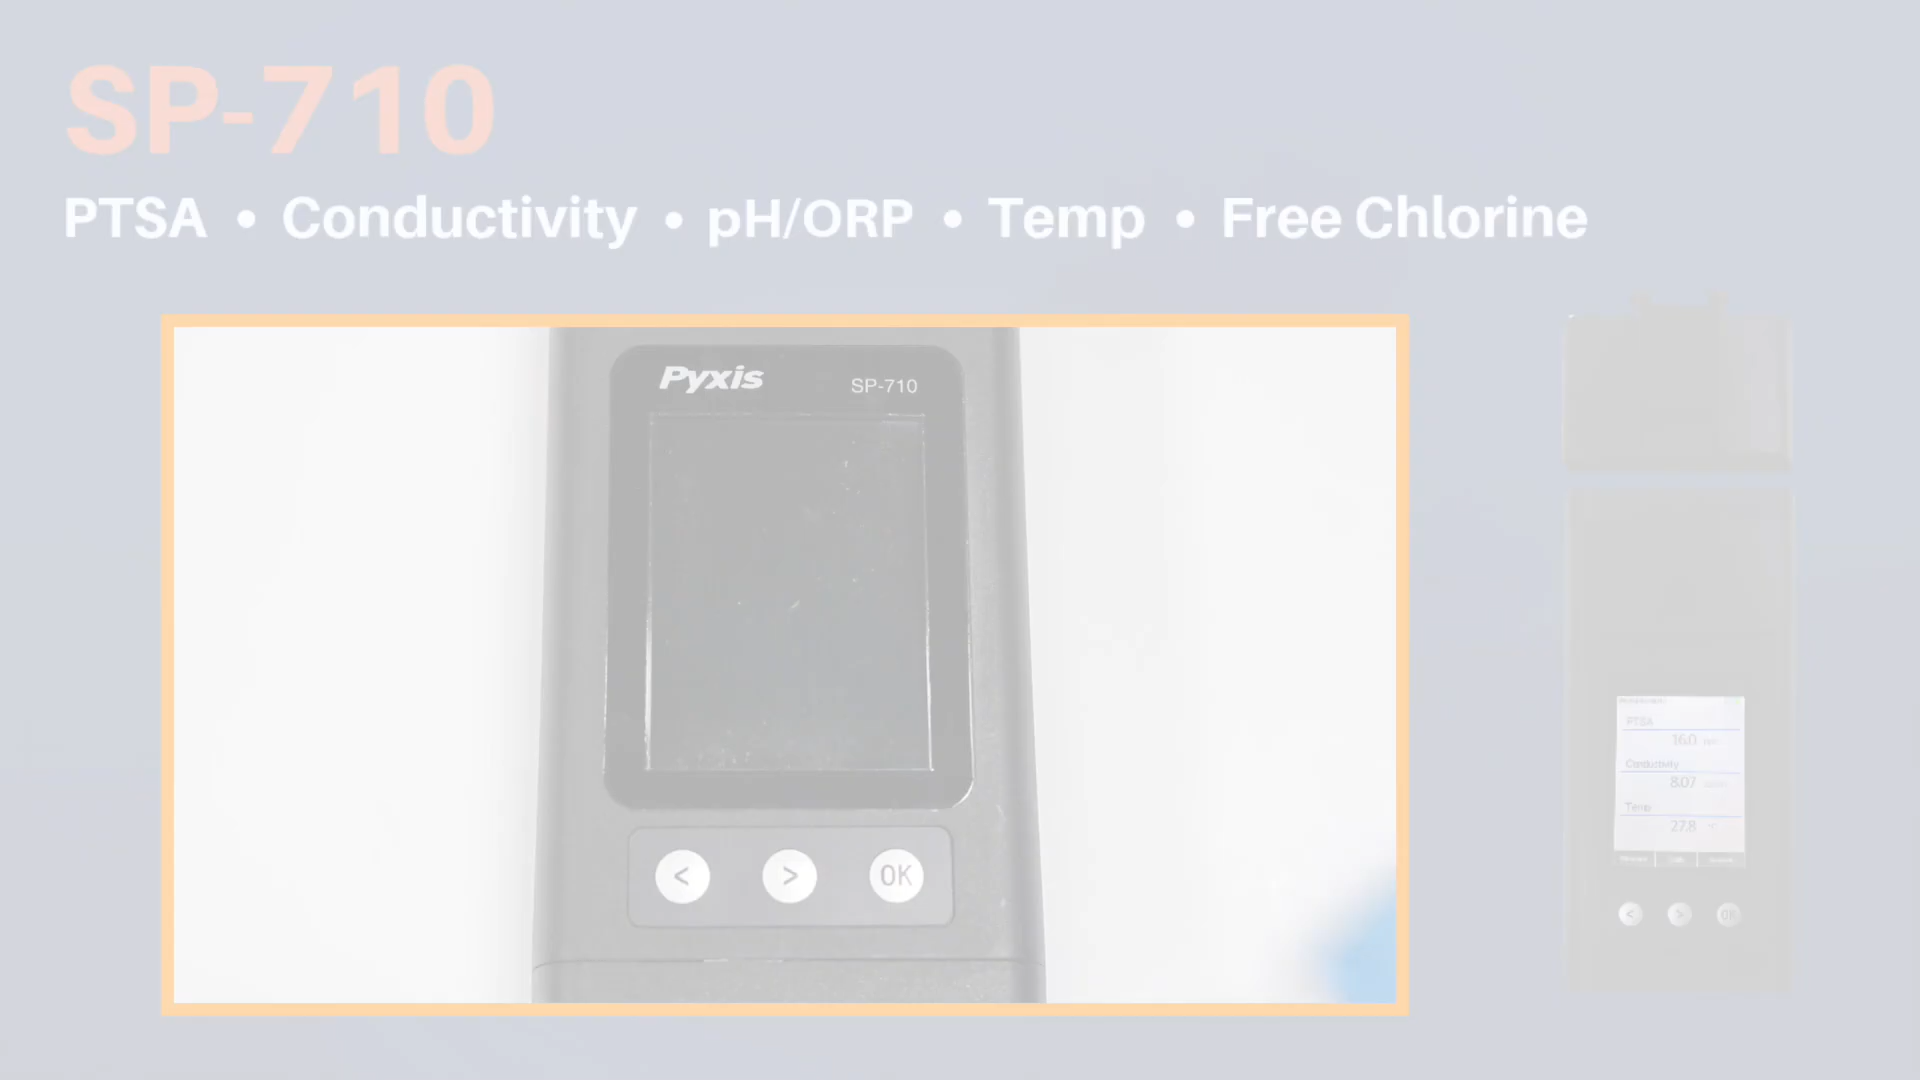 SP-710
PTSA • Conductivity • pH/ORP • Temp • Free Chlorine
Pyxis SP-710
< > OK
PTSA
16.0
Conductivity
8.07
Temp
27.8
< > OK